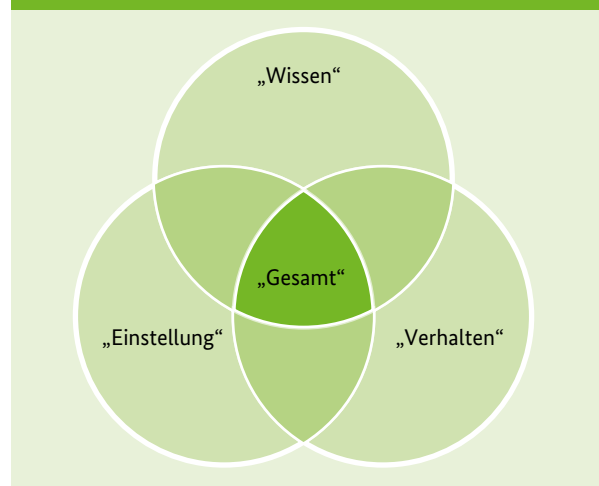 „Wissen“
„Gesamt“
„Einstellung“
„Verhalten“